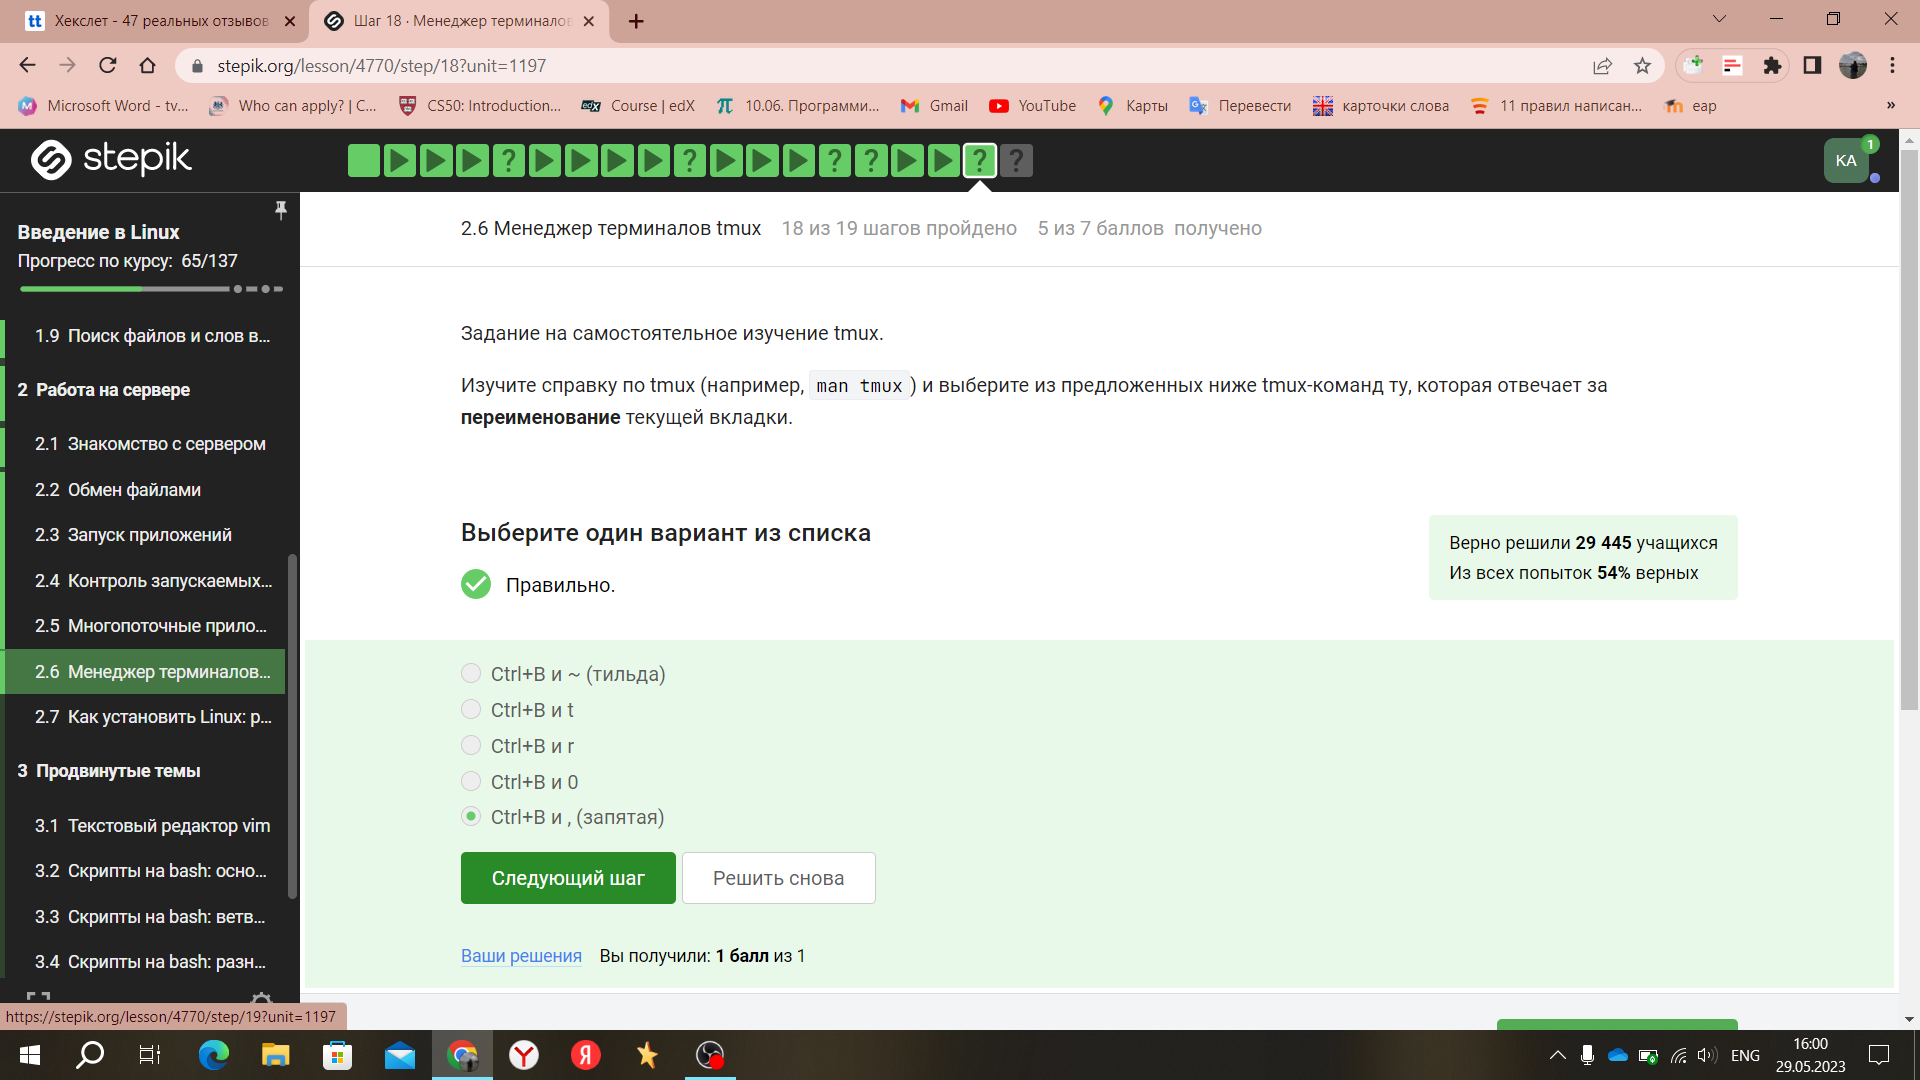 Хекслет - 47 реальных отзывов
Шаг 18 · Менеджер терминалов
stepik.org/lesson/4770/step/18?unit=1197
Microsoft Word - tv...
Who can apply? | C...
CS50: Introduction...
Course | edX
10.06. Программи...
Gmail
YouTube
Карты
Перевести
карточки слова
11 правил написан...
eap
»
stepik
KA
1
Введение в Linux
Прогресс по курсу: 65/137
1.9 Поиск файлов и слов в...
2 Работа на сервере
2.1 Знакомство с сервером
2.2 Обмен файлами
2.3 Запуск приложений
2.4 Контроль запускаемых...
2.5 Многопоточные прило...
2.6 Менеджер терминалов...
2.7 Как установить Linux: р...
3 Продвинутые темы
3.1 Текстовый редактор vim
3.2 Скрипты на bash: осно...
3.3 Скрипты на bash: ветв...
3.4 Скрипты на bash: разн...
2.6 Менеджер терминалов tmux 18 из 19 шагов пройдено 5 из 7 баллов получено
Задание на самостоятельное изучение tmux.
Изучите справку по tmux (например, man tmux ) и выберите из предложенных ниже tmux-команд ту, которая отвечает за
переименование текущей вкладки.
Выберите один вариант из списка
Правильно.
Верно решили 29 445 учащихся
Из всех попыток 54% верных
Ctrl+B и ~ (тильда)
Ctrl+B и t
Ctrl+B и r
Ctrl+B и 0
Ctrl+B и , (запятая)
Следующий шаг
Решить снова
Ваши решения Вы получили: 1 балл из 1
https://stepik.org/lesson/4770/step/19?unit=1197
ENG
16:00
29.05.2023